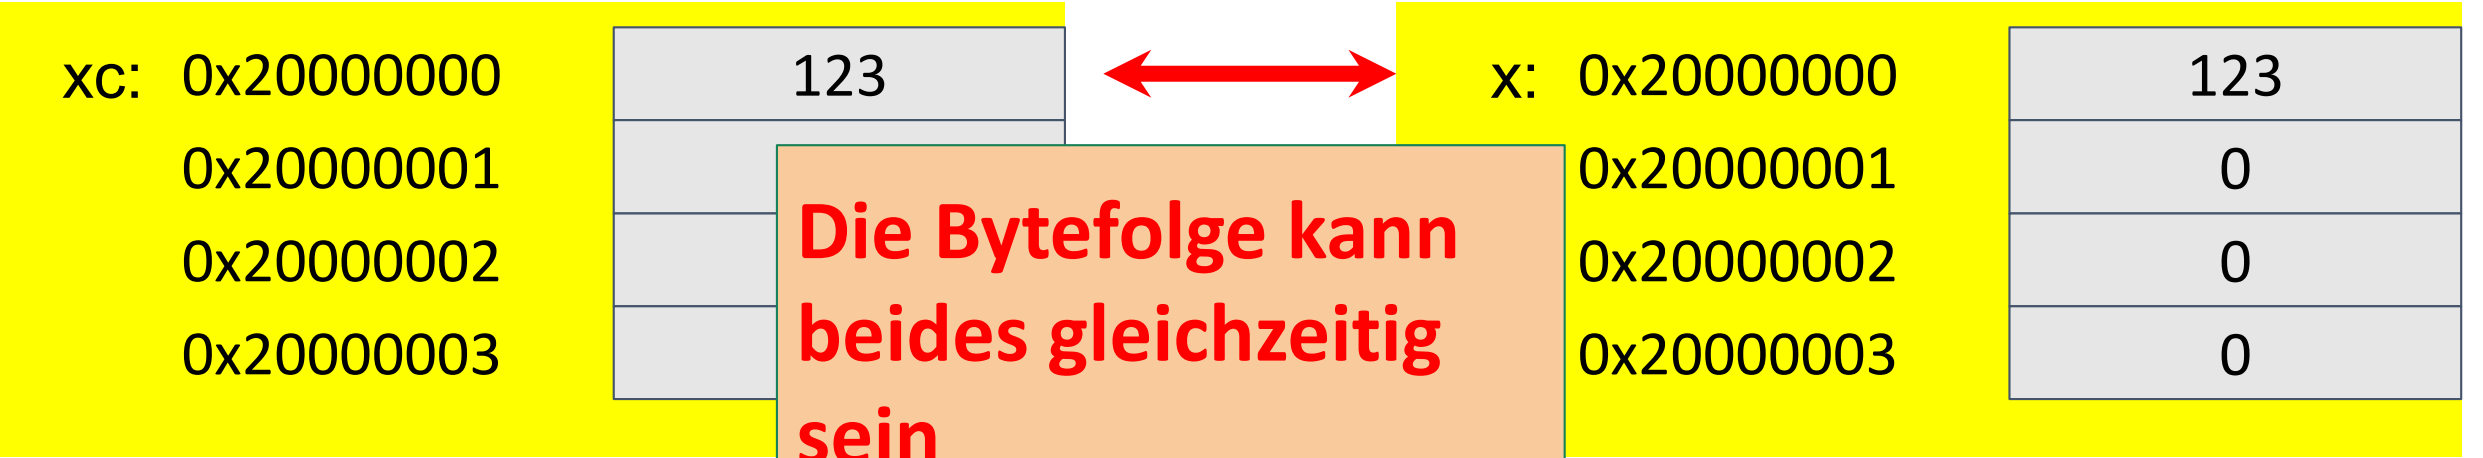 xc: 0x20000000 123
0x20000001
0x20000002
0x20000003
x: 0x20000000 123
0x20000001 0
0x20000002 0
0x20000003 0
Die Bytefolge kann
beides gleichzeitig
sein